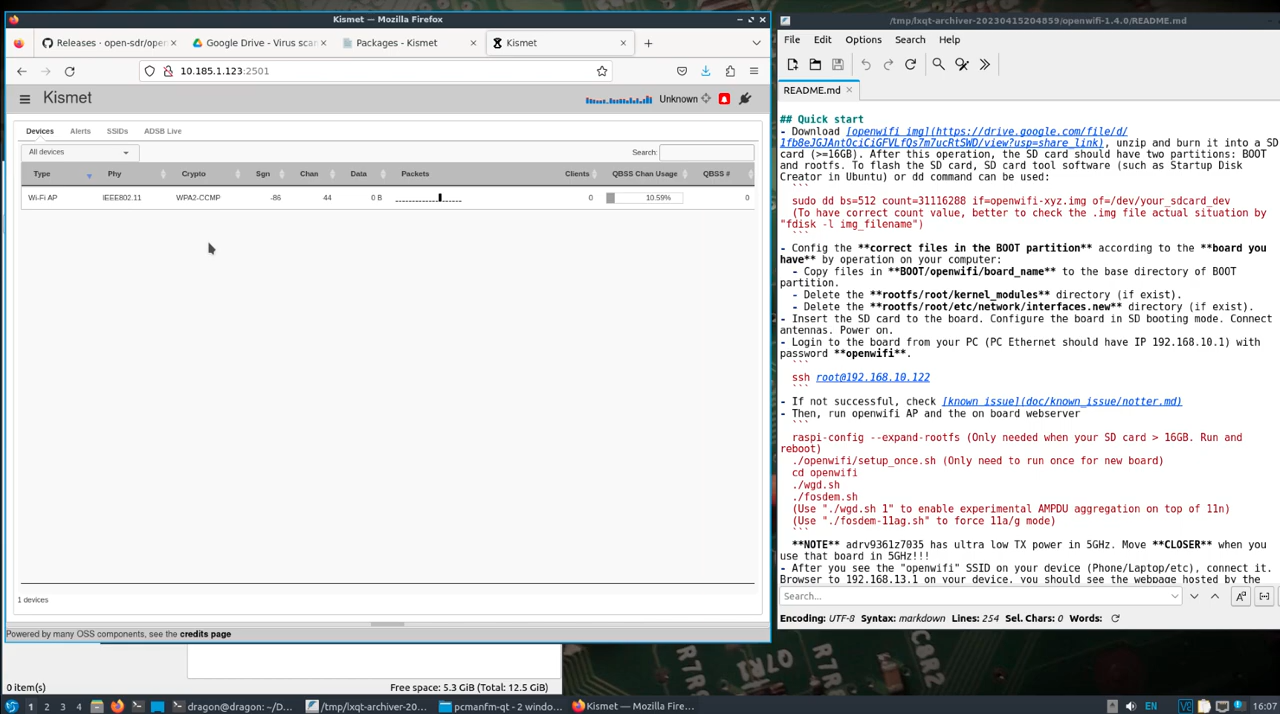 Kismet — Mozilla Firefox
Releases · open-sdr/oper
Google Drive - Virus scan
Packages - Kismet
Kismet
10.185.1.123:2501
Kismet
Unknown
Devices Alerts SSIDs ADSB Live
All devices
Search:
Type Phy Crypto Sgn Chan Data Packets Clients QBSS Chan Usage QBSS #
Wi-Fi AP IEEE802.11 WPA2-CCMP -86 44 0 B 0 10.59% 0
1 devices
Powered by many OSS components, see the credits page
/tmp/lxqt-archiver-20230415204859/openwifi-1.4.0/README.md
File Edit Options Search Help
README.md
## Quick start
- Download [openwifi img](https://drive.google.com/file/d/
1fb8eJGJAntOciCiGFVLfQs7m7ucRtSWD/view?usp=share_link), unzip and burn it into a SD
card (>=16GB). After this operation, the SD card should have two partitions: BOOT
and rootfs. To flash the SD card, SD card tool software (such as Startup Disk
Creator in Ubuntu) or dd command can be used:
```
sudo dd bs=512 count=31116288 if=openwifi-xyz.img of=/dev/your_sdcard_dev
(To have correct count value, better to check the .img file actual situation by
"fdisk -l img_filename")
```
- Config the **correct files in the BOOT partition** according to the **board you
have** by operation on your computer:
- Copy files in **BOOT/openwifi/board_name** to the base directory of BOOT
partition.
- Delete the **rootfs/root/kernel_modules** directory (if exist).
- Delete the **rootfs/root/etc/network/interfaces.new** directory (if exist).
- Insert the SD card to the board. Configure the board in SD booting mode. Connect
antennas. Power on.
- Login to the board from your PC (PC Ethernet should have IP 192.168.10.1) with
password **openwifi**.
```
ssh root@192.168.10.122
```
- If not successful, check [known issue](doc/known_issue/notter.md)
- Then, run openwifi AP and the on board webserver
```
raspi-config --expand-rootfs (Only needed when your SD card > 16GB. Run and
reboot)
./openwifi/setup_once.sh (Only need to run once for new board)
cd openwifi
./wgd.sh
./fosdem.sh
(Use "./wgd.sh 1" to enable experimental AMPDU aggregation on top of 11n)
(Use "./fosdem-11ag.sh" to force 11a/g mode)
```
**NOTE** adrv9361z7035 has ultra low TX power in 5GHz. Move **CLOSER** when you
use that board in 5GHz!!!
- After you see the "openwifi" SSID on your device (Phone/Laptop/etc), connect it.
Browser to 192.168.13.1 on your device, you should see the webpage hosted by the
Search...
Encoding: UTF-8 Syntax: markdown Lines: 254 Sel. Chars: 0 Words:
0 item(s)
Free space: 5.3 GiB (Total: 12.5 GiB)
1 2 3 4
dragon@dragon: ~/D...
/tmp/lxqt-archiver-20...
pcmanfm-qt - 2 windo...
Kismet — Mozilla Firef...
EN
16:07